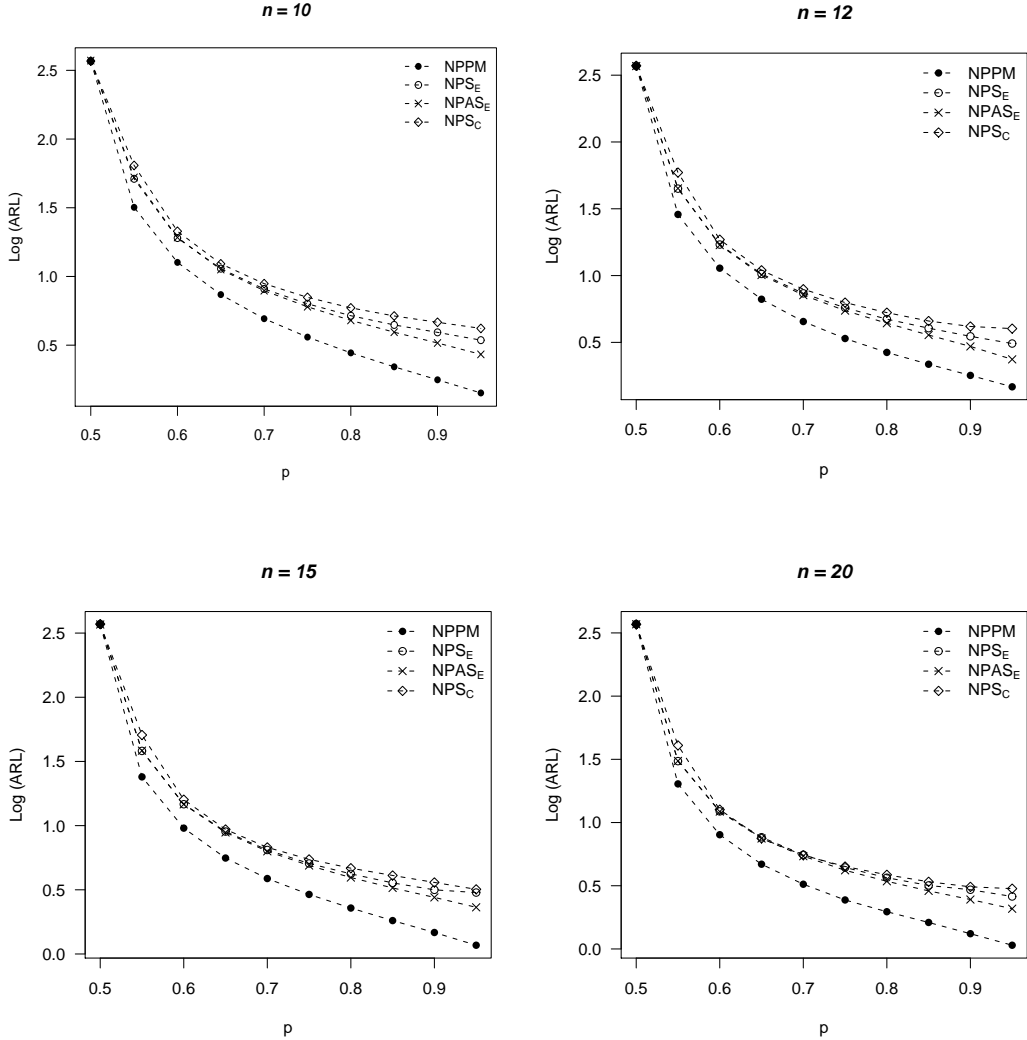 n = 10
Log (ARL)
2.5
2.0
1.5
1.0
0.5
NPPM
NPSE
NPASE
NPSC
0.5 0.6 0.7 0.8 0.9
p
n = 12
Log (ARL)
2.5
2.0
1.5
1.0
0.5
NPPM
NPSE
NPASE
NPSC
0.5 0.6 0.7 0.8 0.9
p
n = 15
Log (ARL)
2.5
2.0
1.5
1.0
0.5
0.0
NPPM
NPSE
NPASE
NPSC
0.5 0.6 0.7 0.8 0.9
p
n = 20
Log (ARL)
2.5
2.0
1.5
1.0
0.5
0.0
NPPM
NPSE
NPASE
NPSC
0.5 0.6 0.7 0.8 0.9
p